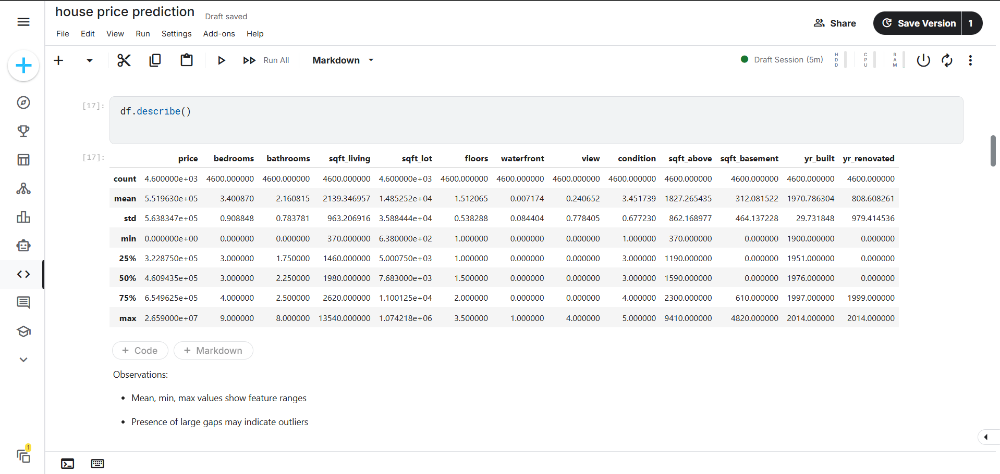 house price prediction Draft saved
Share
Save Version 1
File Edit View Run Settings Add-ons Help
Run All Markdown Draft Session (5m) HDD CPU RAM
[17]: df.describe()
[17]: price bedrooms bathrooms sqft_living sqft_lot floors waterfront view condition sqft_above sqft_basement yr_built yr_renovated
count 4.600000e+03 4600.000000 4600.000000 4600.000000 4.600000e+03 4600.000000 4600.000000 4600.000000 4600.000000 4600.000000 4600.000000 4600.000000 4600.000000
mean 5.519630e+05 3.400870 2.160815 2139.346957 1.485252e+04 1.512065 0.007174 0.240652 3.451739 1827.265435 312.081522 1970.786304 808.608261
std 5.638347e+05 0.908848 0.783781 963.206916 3.588444e+04 0.538288 0.084404 0.778405 0.677230 862.168977 464.137228 29.731848 979.414536
min 0.000000e+00 0.000000 0.000000 370.000000 6.380000e+02 1.000000 0.000000 0.000000 1.000000 370.000000 0.000000 1900.000000 0.000000
25% 3.228750e+05 3.000000 1.750000 1460.000000 5.000750e+03 1.000000 0.000000 0.000000 3.000000 1190.000000 0.000000 1951.000000 0.000000
50% 4.609435e+05 3.000000 2.250000 1980.000000 7.683000e+03 1.500000 0.000000 0.000000 3.000000 1590.000000 0.000000 1976.000000 0.000000
75% 6.549625e+05 4.000000 2.500000 2620.000000 1.100125e+04 2.000000 0.000000 0.000000 4.000000 2300.000000 610.000000 1997.000000 1999.000000
max 2.659000e+07 9.000000 8.000000 13540.000000 1.074218e+06 3.500000 1.000000 4.000000 5.000000 9410.000000 4820.000000 2014.000000 2014.000000
+ Code + Markdown
Observations:
• Mean, min, max values show feature ranges
• Presence of large gaps may indicate outliers
1